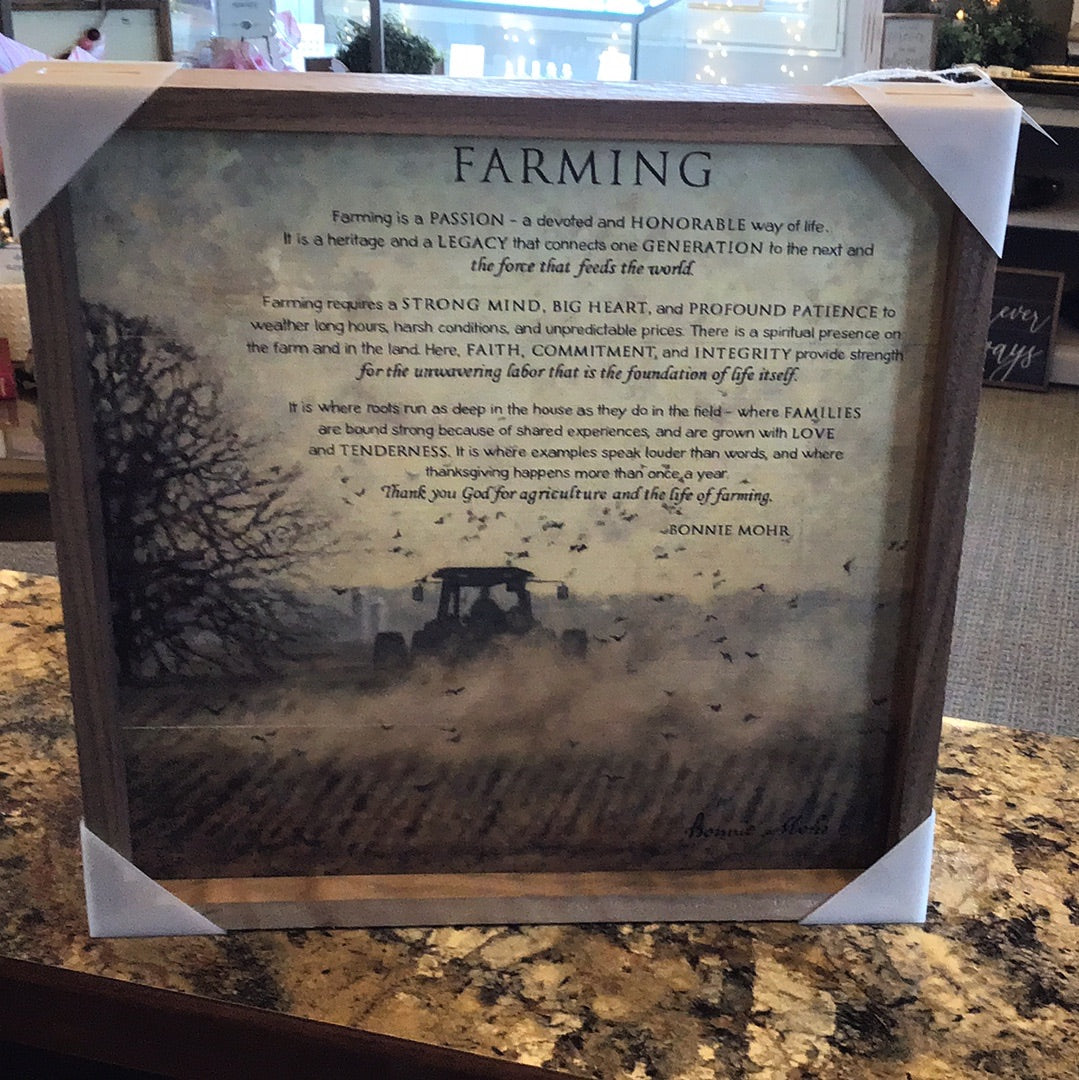 FARMING
Farming is a PASSION - a devoted and HONORABLE way of life.
It is a heritage and a LEGACY that connects one GENERATION to the next and
the force that feeds the world.
Farming requires a STRONG MIND, BIG HEART, and PROFOUND PATIENCE to
weather long hours, harsh conditions, and unpredictable prices. There is a spiritual presence on
the farm and in the land. Here, FAITH, COMMITMENT, and INTEGRITY provide strength
for the unwavering labor that is the foundation of life itself.
It is where roots run as deep in the house as they do in the field - where FAMILIES
are bound strong because of shared experiences, and are grown with LOVE
and TENDERNESS. It is where examples speak louder than words, and where
thanksgiving happens more than once a year.
Thank you God for agriculture and the life of farming.
-BONNIE MOHR
Bonnie Mohr
ever
ays